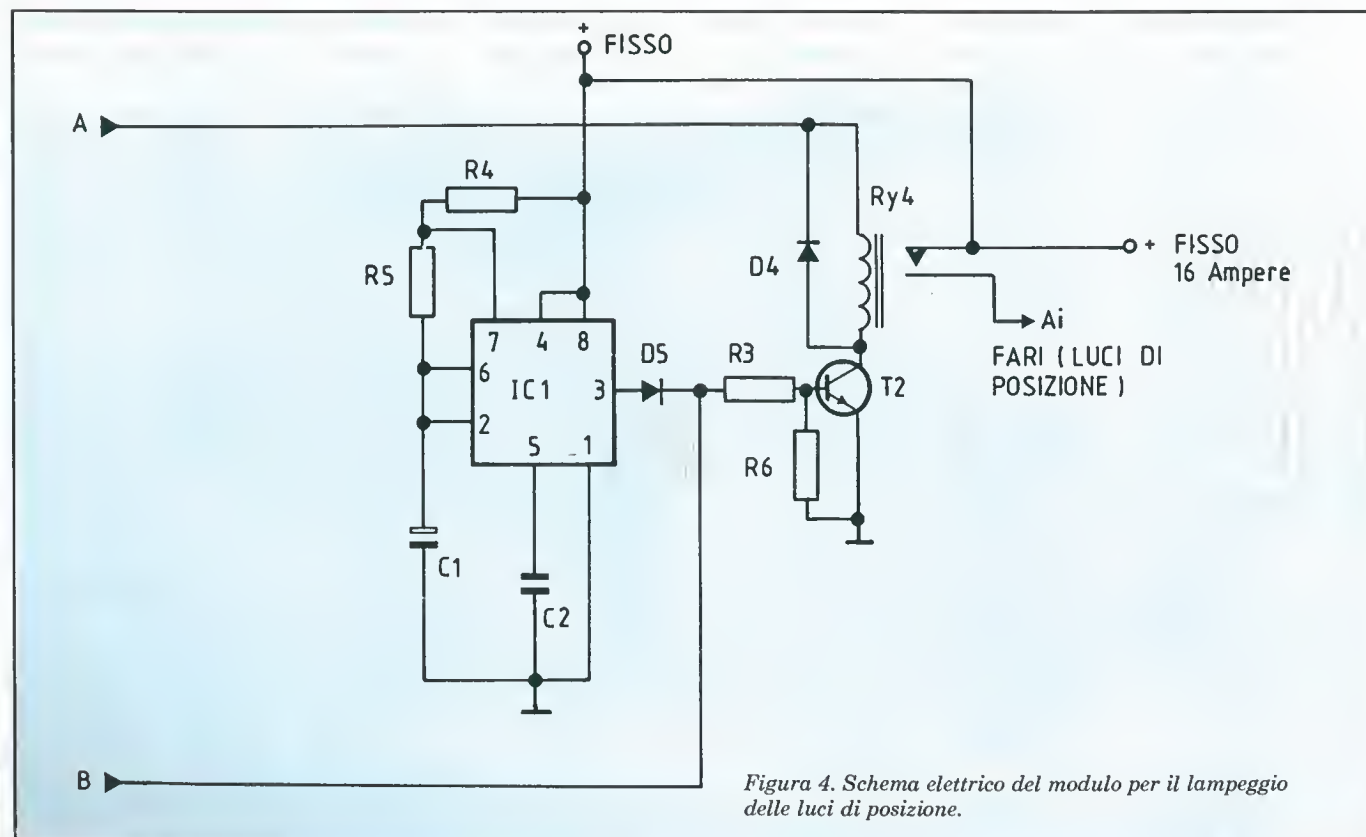 +
FISSO
A
R4
Ry4
R5
D4
+ FISSO
16 Ampere
7 4 8
D5
R3
Ai
6
IC1
3
T2
FARI (LUCI DI
POSIZIONE)
2
5 1
R6
C1
C2
B
Figura 4. Schema elettrico del modulo per il lampeggio
delle luci di posizione.